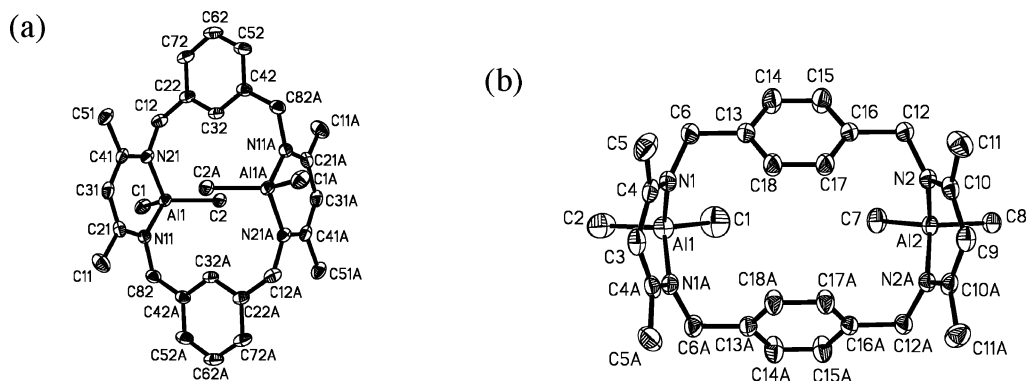 (a)
C62
C72
C52
C22
C42
C51
C12
C32
C82A
C11A
C41
N21
N11A
C21A
C2A
Al1A
C31
C1
C1A
C31A
Al1
C2
C21
N11
N21A
C41A
C11
C32A
C51A
C82
C12A
C42A
C22A
C52A
C72A
C62A
(b)
C14
C15
C6
C13
C16
C12
C5
C11
N1
C18
C17
N2
C4
C10
C2
C1
C7
C8
Al1
Al2
C3
C9
C4A
N1A
C18A
C17A
N2A
C10A
C5A
C6A
C13A
C16A
C12A
C11A
C14A
C15A